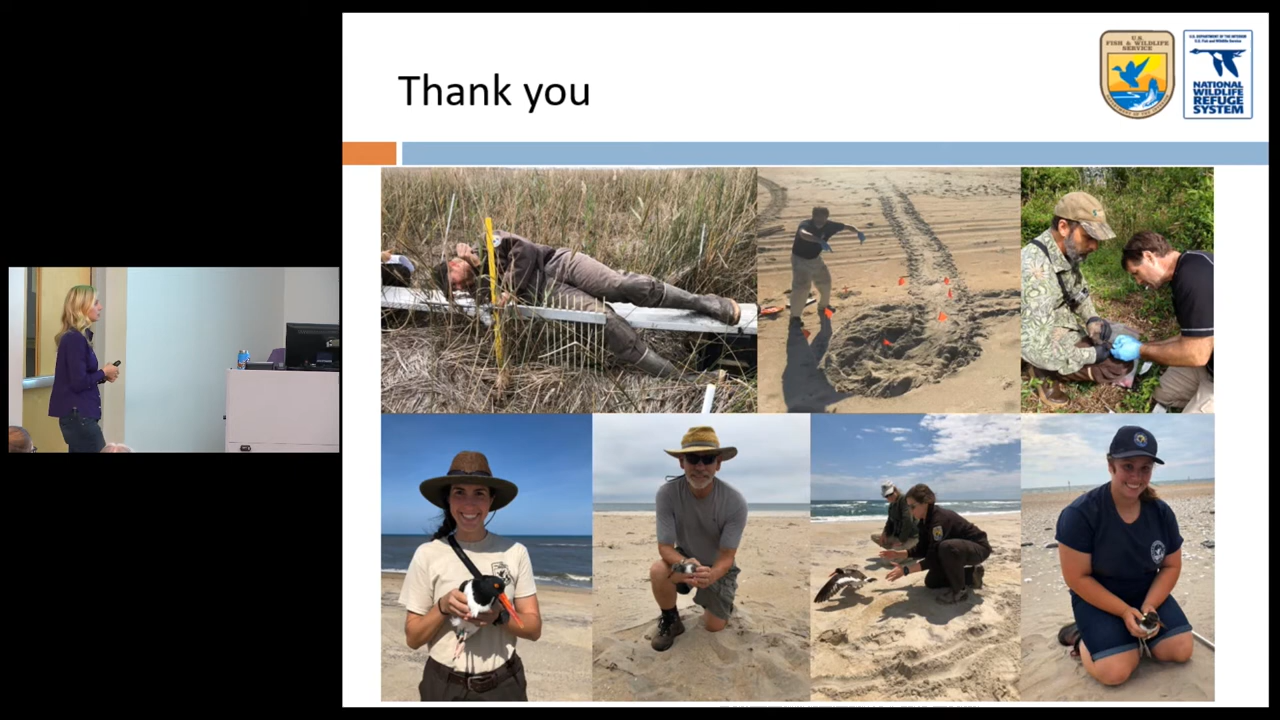 Thank you
U.S.
FISH & WILDLIFE
SERVICE
U.S. DEPARTMENT OF THE INTERIOR
U.S. Fish and Wildlife Service
NATIONAL
WILDLIFE
REFUGE
SYSTEM